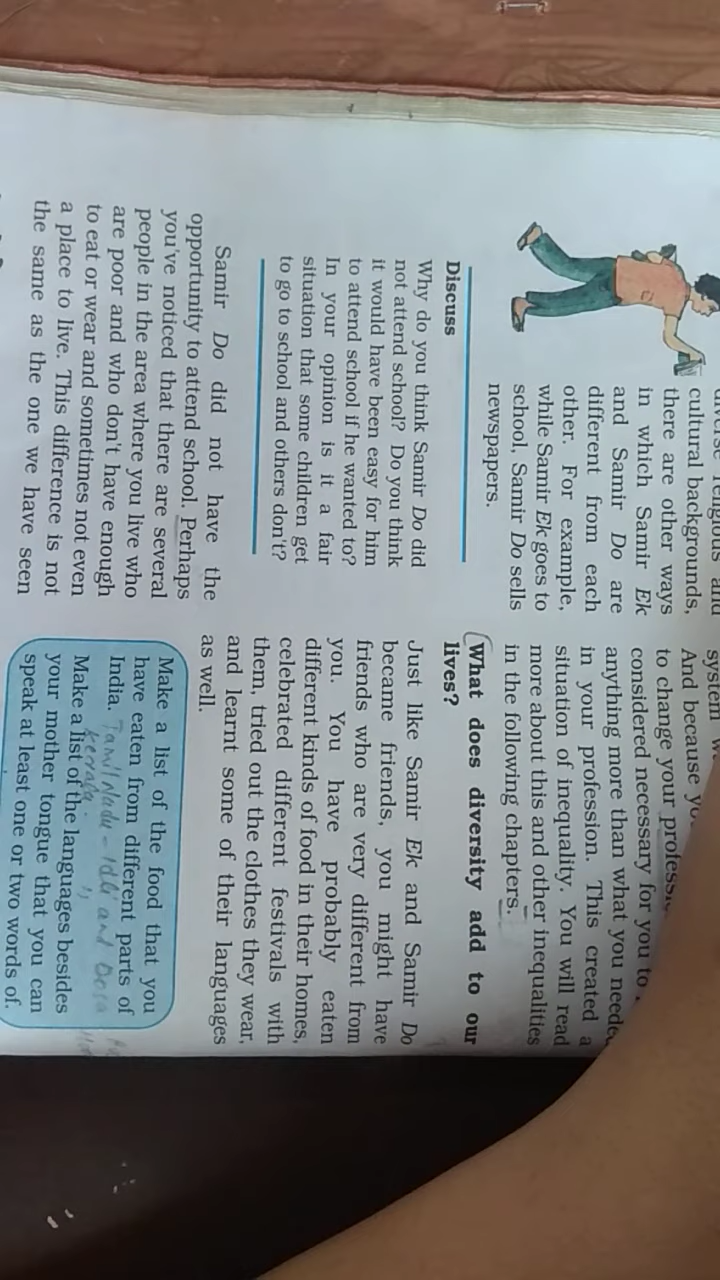 cultural backgrounds,
there are other ways
in which Samir Ek
and Samir Do are
different from each
other. For example,
while Samir Ek goes to
school, Samir Do sells
newspapers.
Discuss
Why do you think Samir Do did
not attend school? Do you think
it would have been easy for him
to attend school if he wanted to?
In your opinion is it a fair
situation that some children get
to go to school and others don't?
Samir Do did not have the
opportunity to attend school. Perhaps
you've noticed that there are several
people in the area where you live who
are poor and who don't have enough
to eat or wear and sometimes not even
a place to live. This difference is not
the same as the one we have seen
system
And because
to change your
considered necessary for you to
anything more than what you needed
in your profession. This created a
situation of inequality. You will read
more about this and other inequalities
in the following chapters.
What does diversity add to our
lives?
Just like Samir Ek and Samir Do
became friends, you might have
friends who are very different from
you. You have probably eaten
different kinds of food in their homes,
celebrated different festivals with
them, tried out the clothes they wear,
and learnt some of their languages
as well.
Make a list of the food that you
have eaten from different parts of
India. Tamil Nadu - Idli and Dosa
Kerala
Make a list of the languages besides
your mother tongue that you can
speak at least one or two words of.